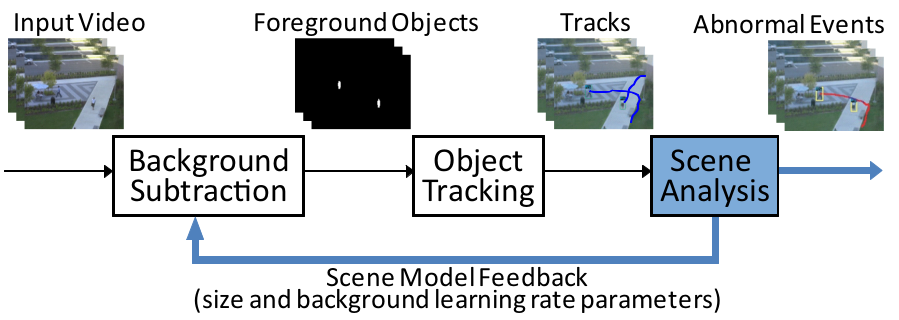 Input Video
Foreground Objects
Tracks
Abnormal Events
Background
Subtraction
Object
Tracking
Scene
Analysis
Scene Model Feedback
(size and background learning rate parameters)